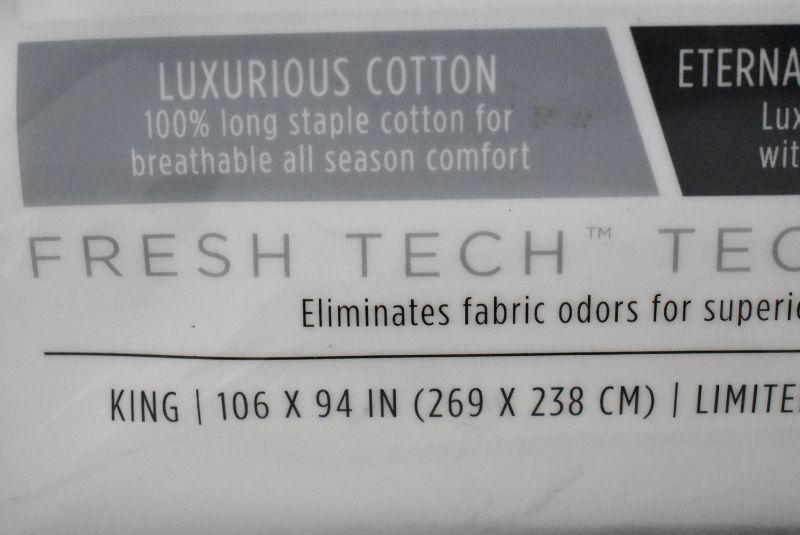 LUXURIOUS COTTON
100% long staple cotton for
breathable all season comfort
ETERNA
Lux
wit
FRESH TECH™ TEC
Eliminates fabric odors for superio
KING | 106 X 94 IN (269 X 238 CM) | LIMITE